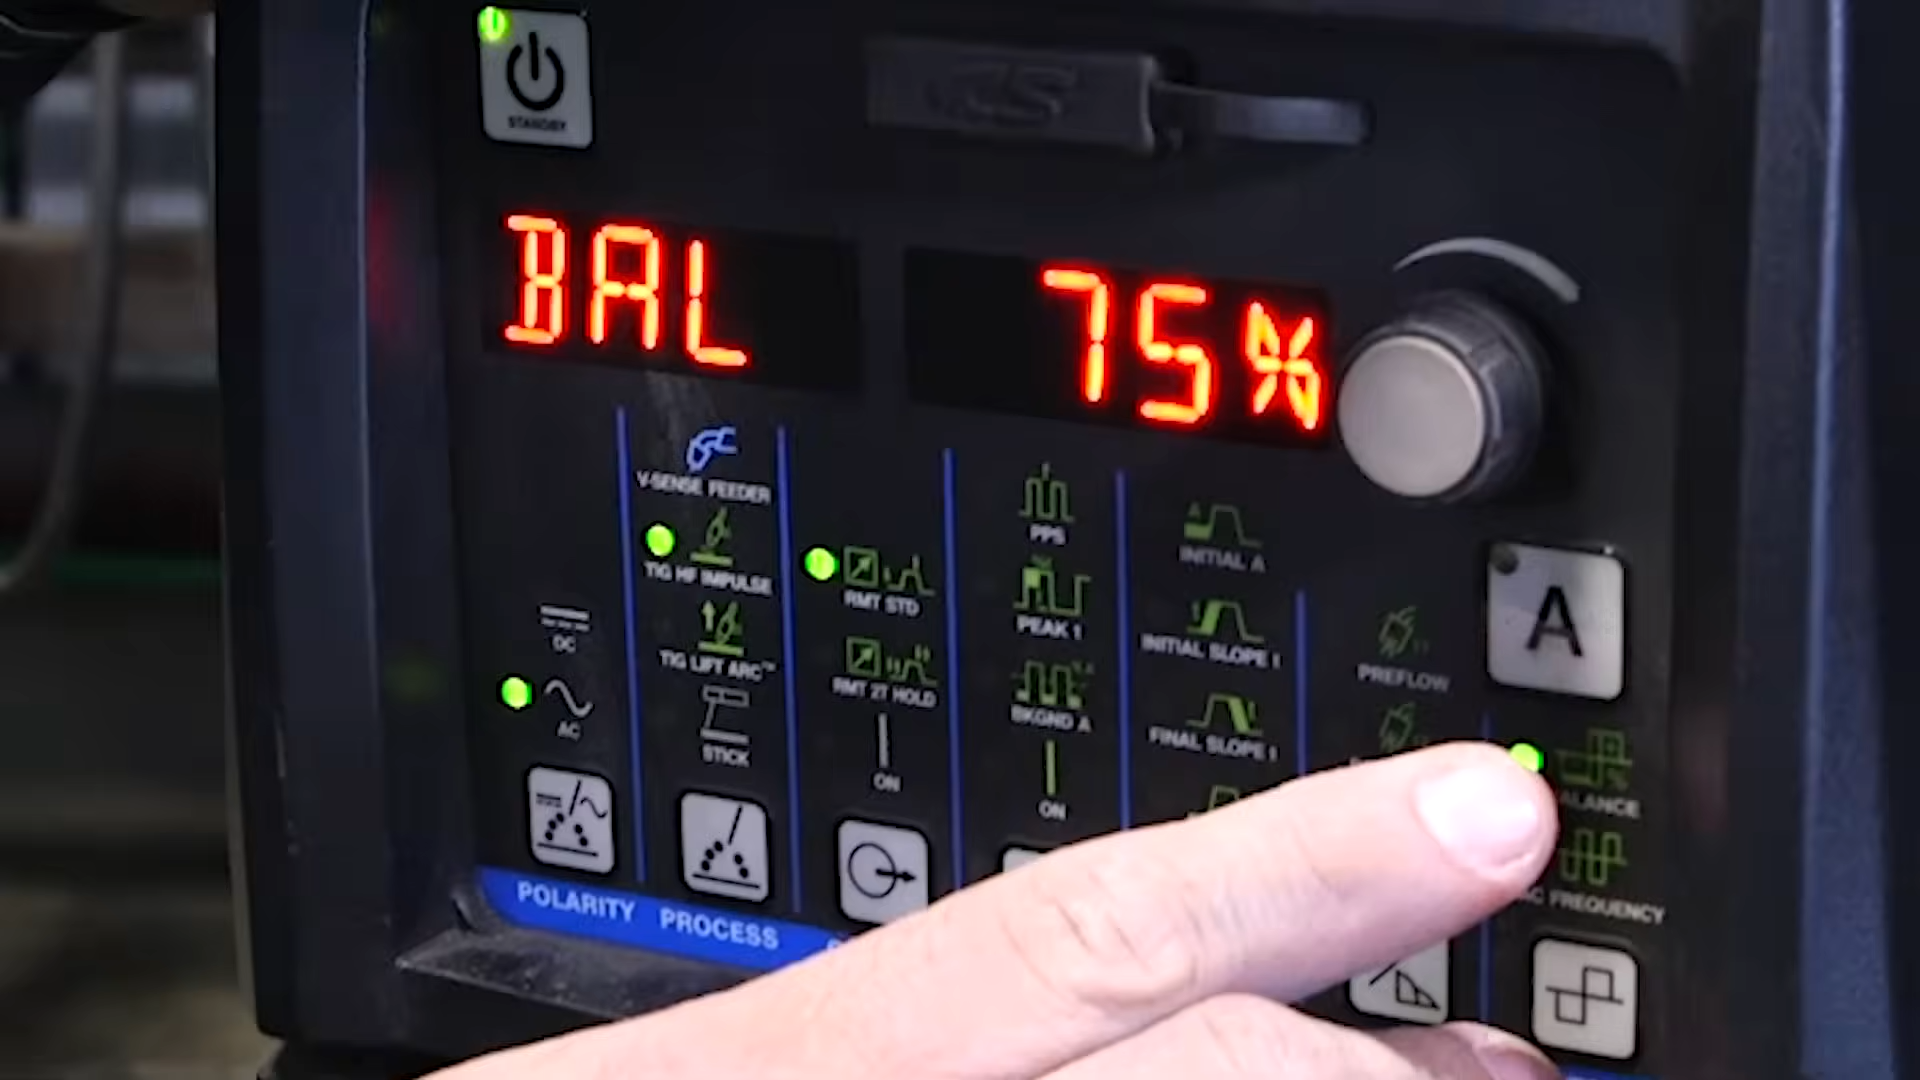 STANDBY
BAL
75%
V-SENSE FEEDER
TIG HF IMPULSE
TIG LIFT ARC™
STICK
DC
AC
RMT STD
RMT 2T HOLD
ON
PPS
PEAK t
BKGND A
ON
INITIAL A
INITIAL SLOPE t
FINAL SLOPE t
PREFLOW
A
ALANCE
FREQUENCY
POLARITY
PROCESS